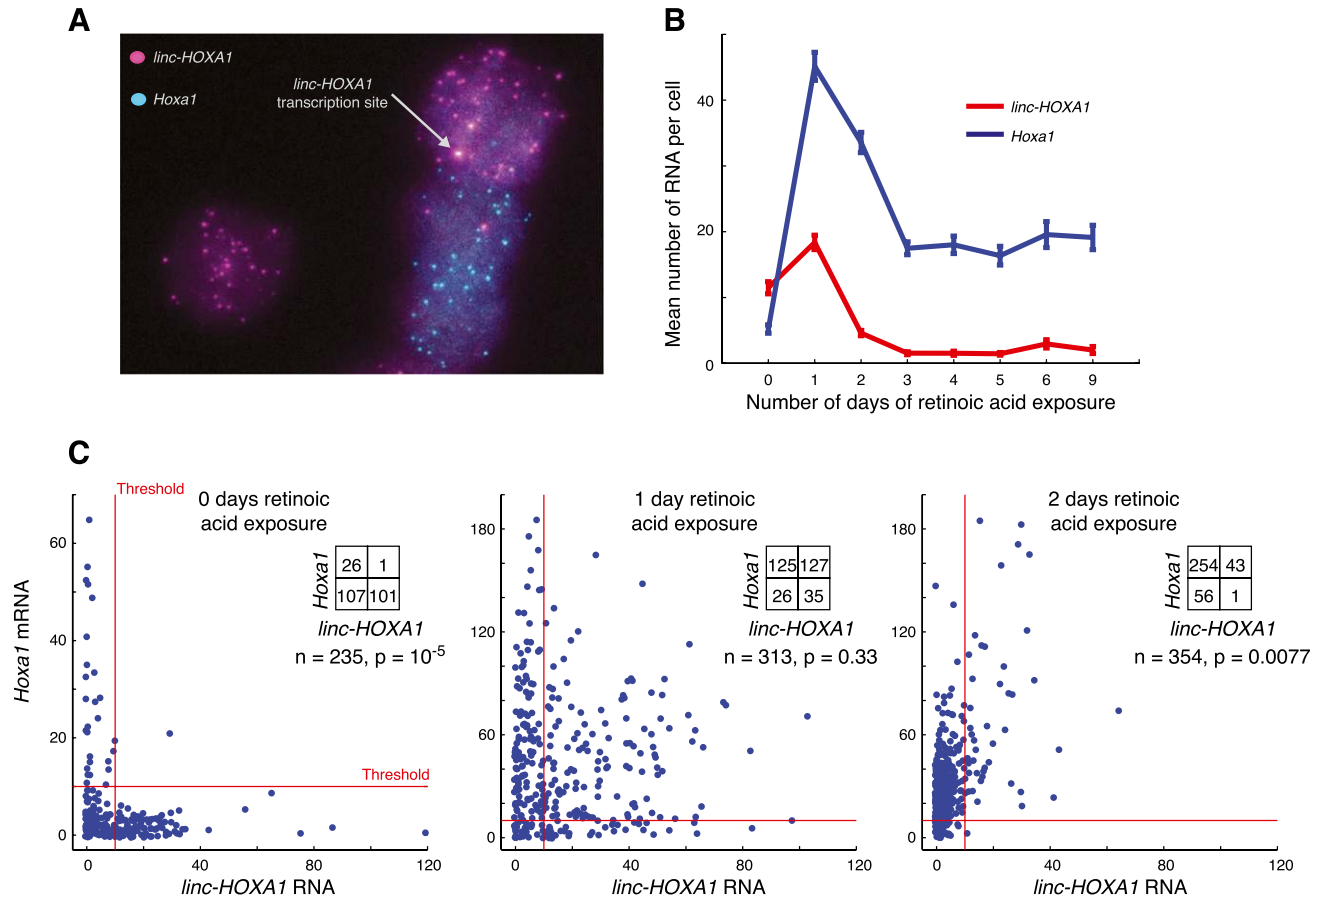 A
linc-HOXA1
Hoxa1
linc-HOXA1
transcription site
B
Mean number of RNA per cell
40
20
0
linc-HOXA1
Hoxa1
0 1 2 3 4 5 6 9
Number of days of retinoic acid exposure
C
Hoxa1 mRNA
60
40
20
0
Threshold
0 days retinoic
acid exposure
Hoxa1
26 1
107 101
linc-HOXA1
n = 235, p = 10-5
Threshold
0 40 80 120
linc-HOXA1 RNA
180
120
60
0
1 day retinoic
acid exposure
Hoxa1
125 127
26 35
linc-HOXA1
n = 313, p = 0.33
0 40 80 120
linc-HOXA1 RNA
180
120
60
0
2 days retinoic
acid exposure
Hoxa1
254 43
56 1
linc-HOXA1
n = 354, p = 0.0077
0 40 80 120
linc-HOXA1 RNA